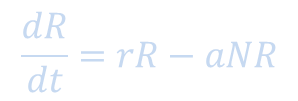 dR/dt = rR − aNR